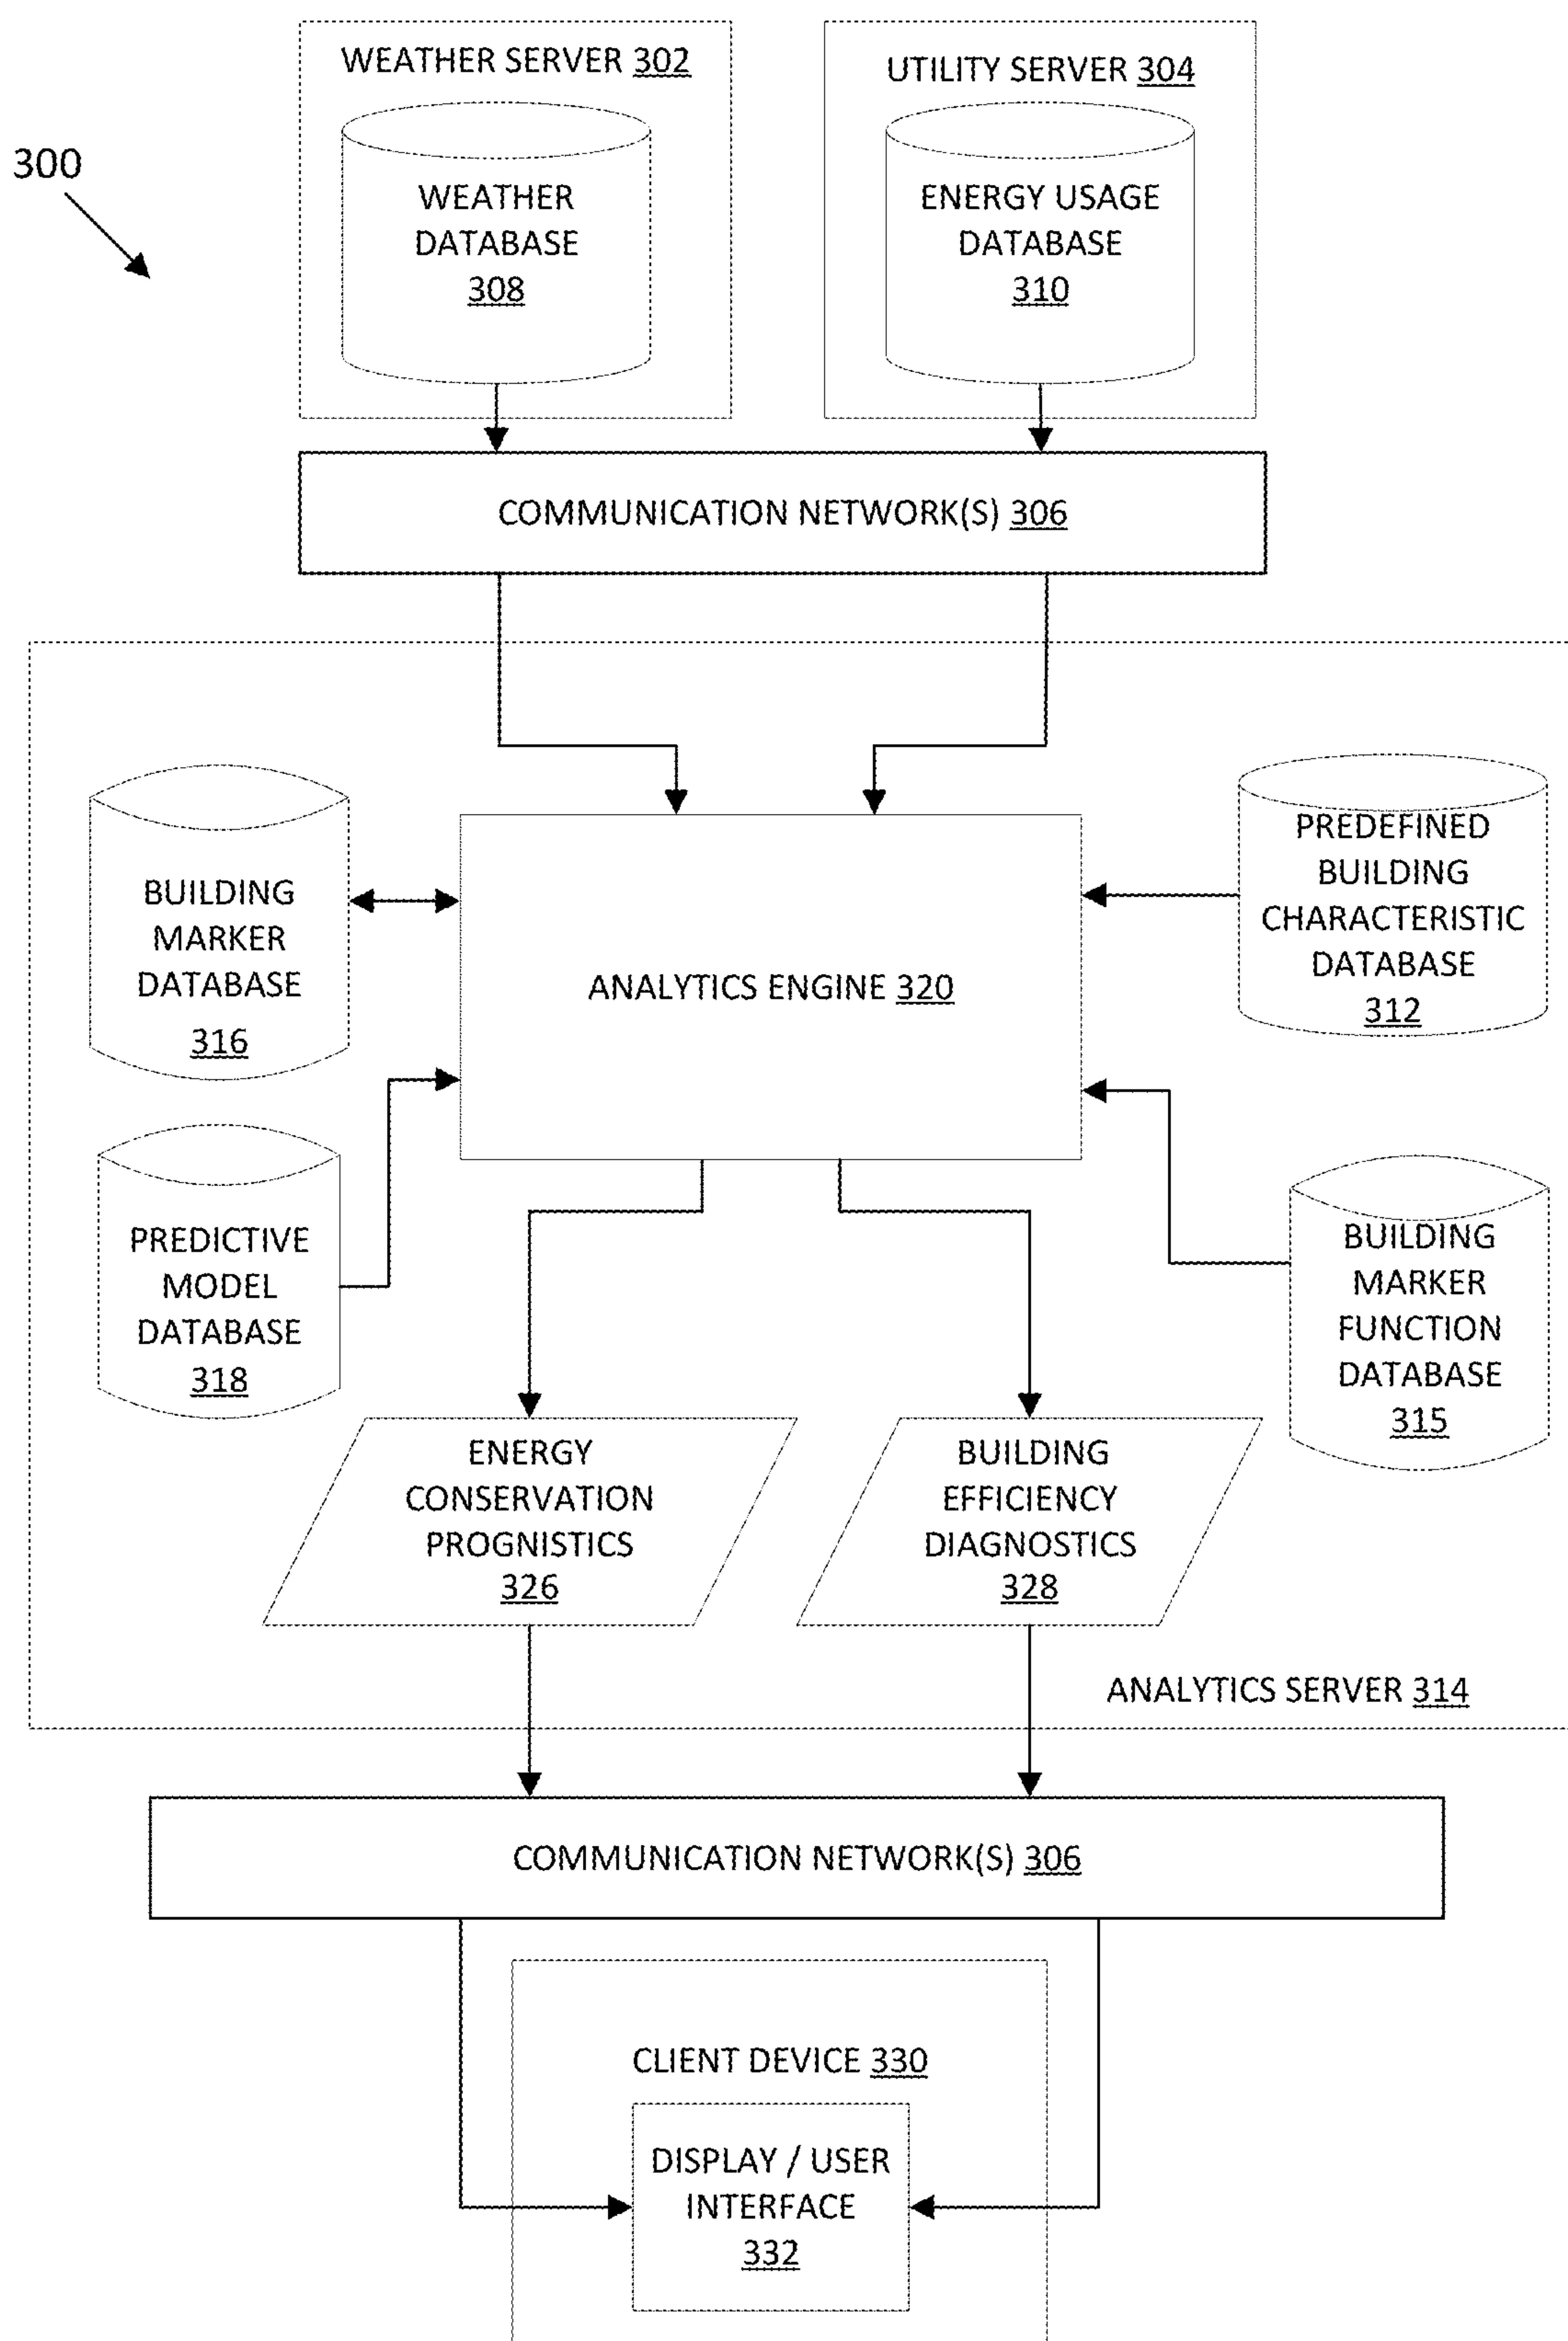 WEATHER SERVER 302
UTILITY SERVER 304
300
WEATHER
DATABASE
308
ENERGY USAGE
DATABASE
310
COMMUNICATION NETWORK(S) 306
BUILDING
MARKER
DATABASE
316
ANALYTICS ENGINE 320
PREDEFINED
BUILDING
CHARACTERISTIC
DATABASE
312
PREDICTIVE
MODEL
DATABASE
318
BUILDING
MARKER
FUNCTION
DATABASE
315
ENERGY
CONSERVATION
PROGNISTICS
326
BUILDING
EFFICIENCY
DIAGNOSTICS
328
ANALYTICS SERVER 314
COMMUNICATION NETWORK(S) 306
CLIENT DEVICE 330
DISPLAY / USER
INTERFACE
332